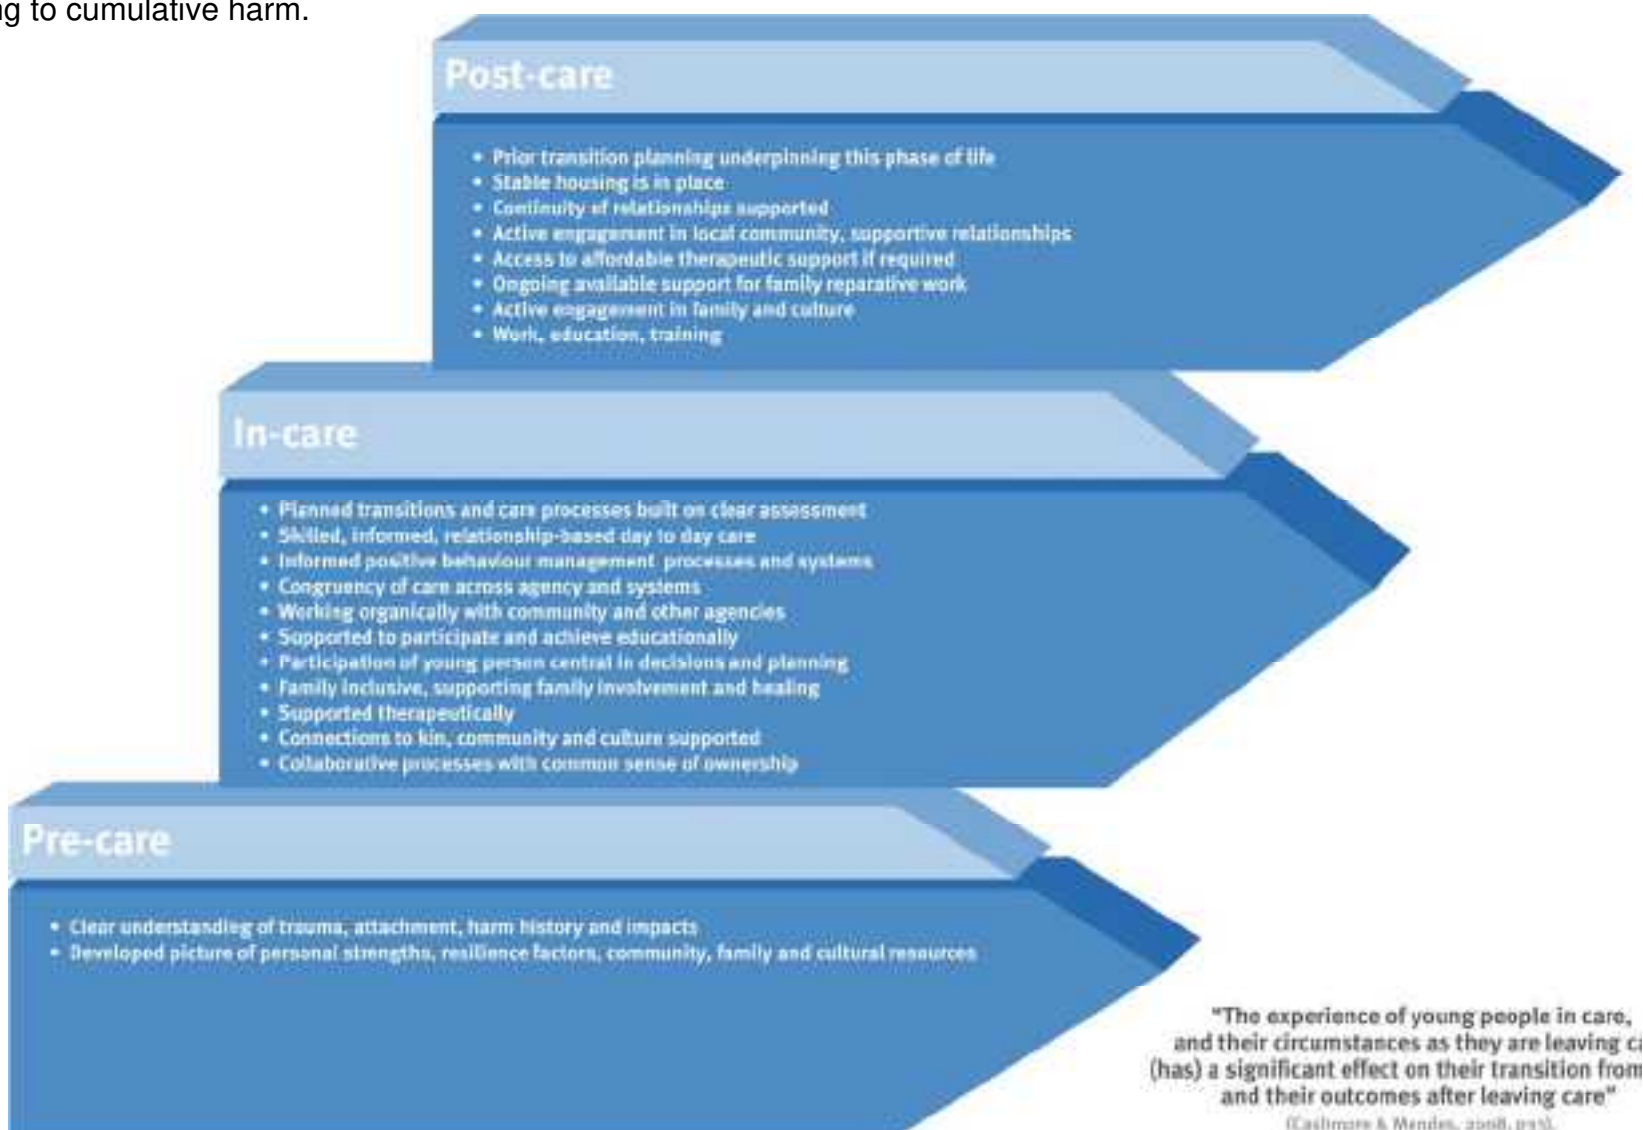 ng to cumulative harm.
Post-care
• Prior transition planning underpinning this phase of life
• Stable housing is in place
• Continuity of relationships supported
• Active engagement in local community, supportive relationships
• Access to affordable therapeutic support if required
• Ongoing available support for family reparative work
• Active engagement in family and culture
• Work, education, training
In-care
• Planned transitions and care processes built on clear assessment
• Skilled, informed, relationship-based day to day care
• Informed positive behaviour management processes and systems
• Congruency of care across agency and systems
• Working organically with community and other agencies
• Supported to participate and achieve educationally
• Participation of young person central in decisions and planning
• Family inclusive, supporting family involvement and healing
• Supported therapeutically
• Connections to kin, community and culture supported
• Collaborative processes with common sense of ownership
Pre-care
• Clear understanding of trauma, attachment, harm history and impacts
• Developed picture of personal strengths, resilience factors, community, family and cultural resources
"The experience of young people in care,
and their circumstances as they are leaving ca
(has) a significant effect on their transition from
and their outcomes after leaving care"
(Cashmore & Mendes, 2008,